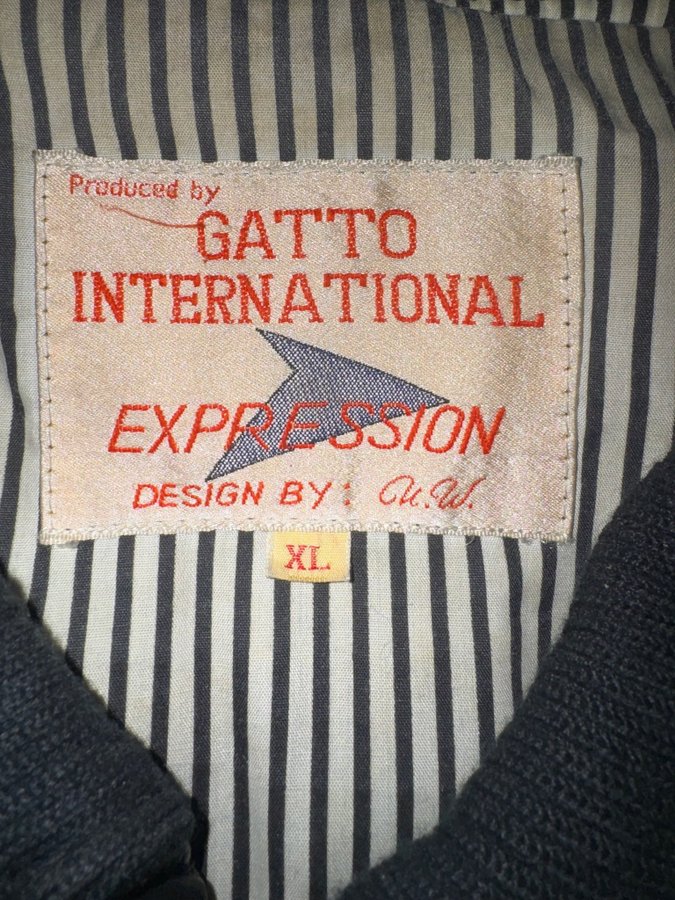 Produced by
GATTO
INTERNATIONAL
EXPRESSION
DESIGN BY: U.W.
XL